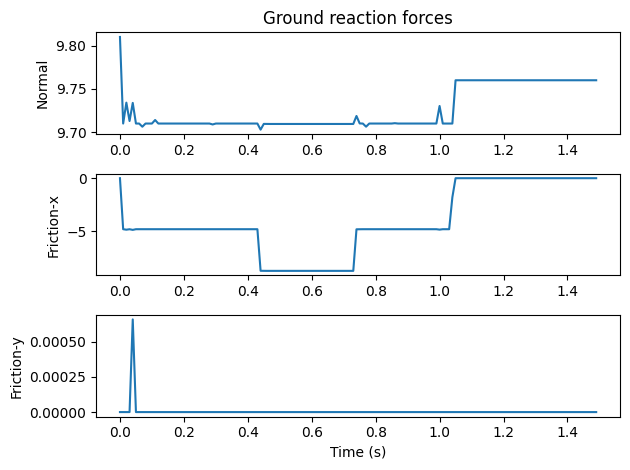 Ground reaction forces
Normal
9.80
9.75
9.70
0.0 0.2 0.4 0.6 0.8 1.0 1.2 1.4
Friction-x
0
−5
0.0 0.2 0.4 0.6 0.8 1.0 1.2 1.4
Friction-y
0.00050
0.00025
0.00000
0.0 0.2 0.4 0.6 0.8 1.0 1.2 1.4
Time (s)